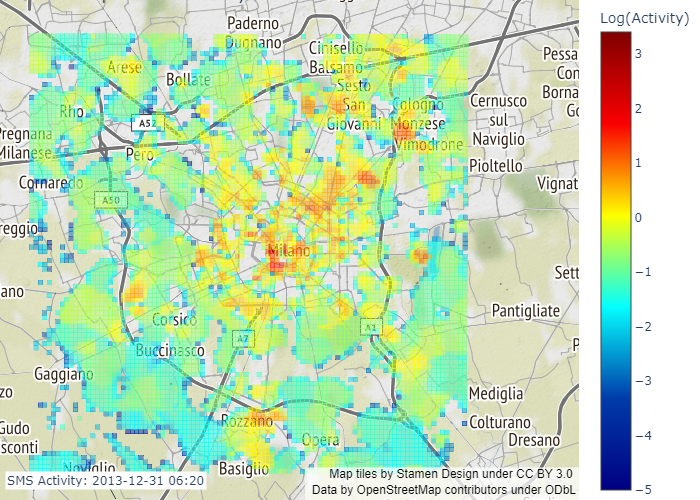 Log(Activity)
Paderno
Dugnano
Cinisello
Balsamo
Arese
Bollate
Sesto
San
Giovanni
Cologno
Monzese
Vimodrone
Cernusco
sul
Naviglio
Pessa
Con
Borna
Go
Rho
A52
Pregnana
Milanese
Pero
Pioltello
Cornaredo
Vignat
A50
reggio
Milano
Sett
ano
Pantigliate
Corsico
A7
A1
P
Buccinasco
Gaggiano
zo
Mediglia
Rozzano
Colturano
Gudo
sconti
Opera
Dresano
Noviglio
Basiglio
SMS Activity: 2013-12-31 06:20
Map tiles by Stamen Design under CC BY 3.0
Data by OpenStreetMap contributors under ODbL
3
2
1
0
−1
−2
−3
−4
−5